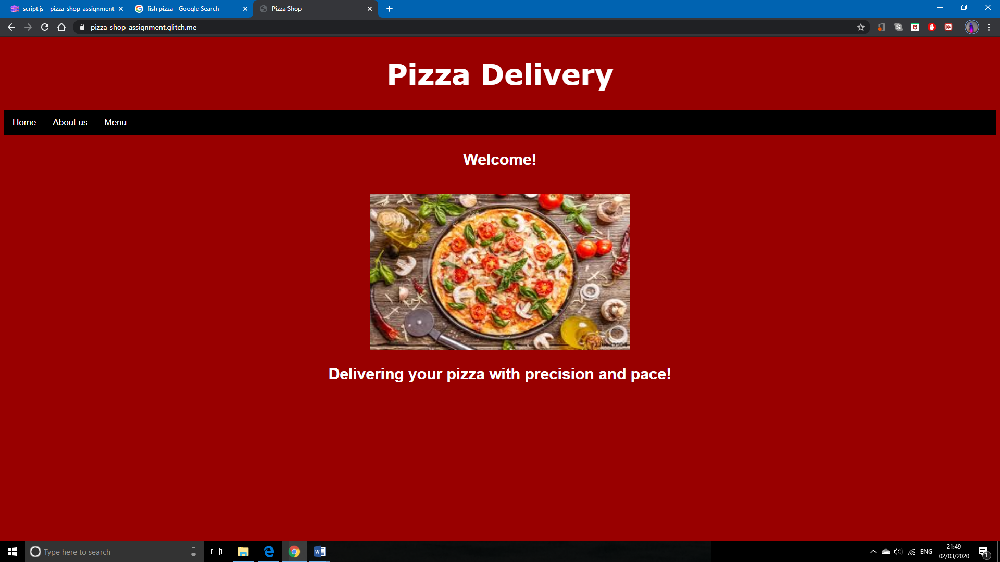 script.js – pizza-shop-assignment
fish pizza - Google Search
Pizza Shop
pizza-shop-assignment.glitch.me
Pizza Delivery
Home
About us
Menu
Welcome!
Delivering your pizza with precision and pace!
Type here to search
ENG
21:49
02/03/2020
1